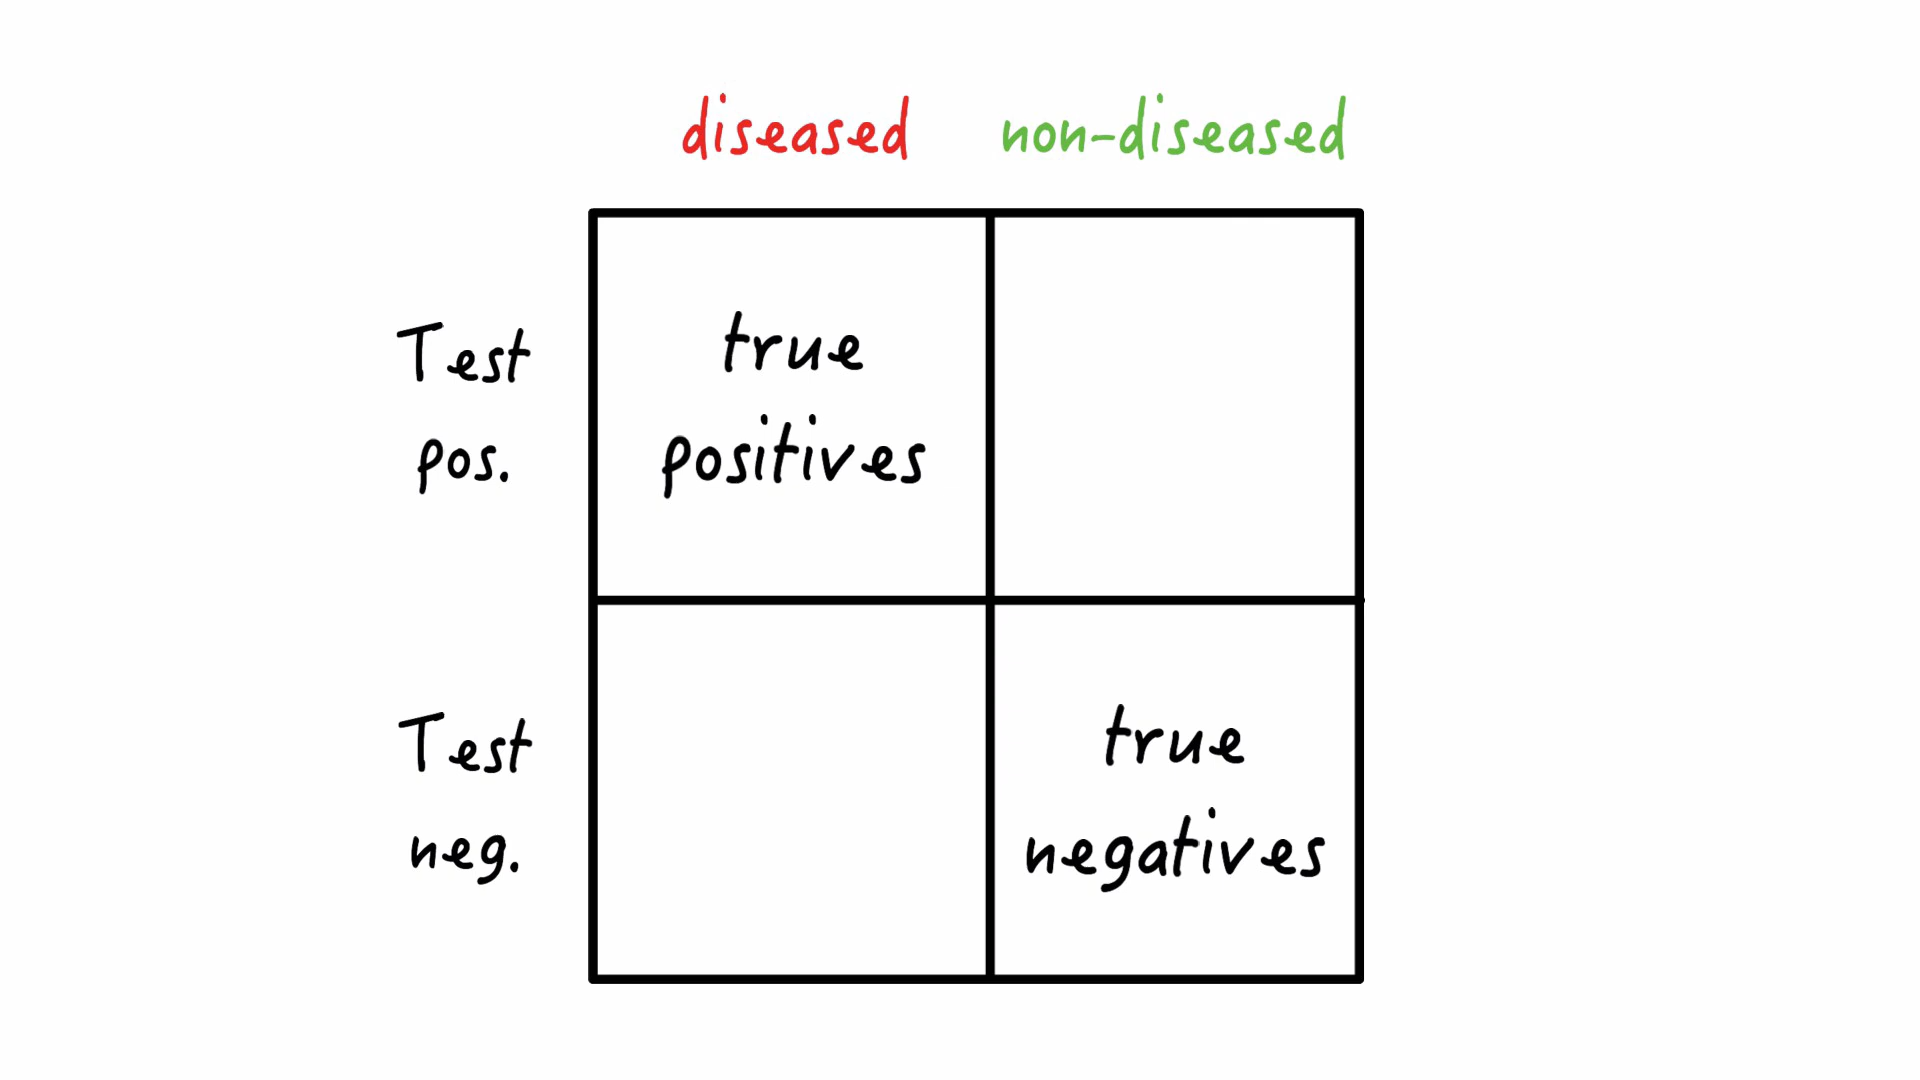 diseased non-diseased
Test
pos.
true
positives
Test
neg.
true
negatives